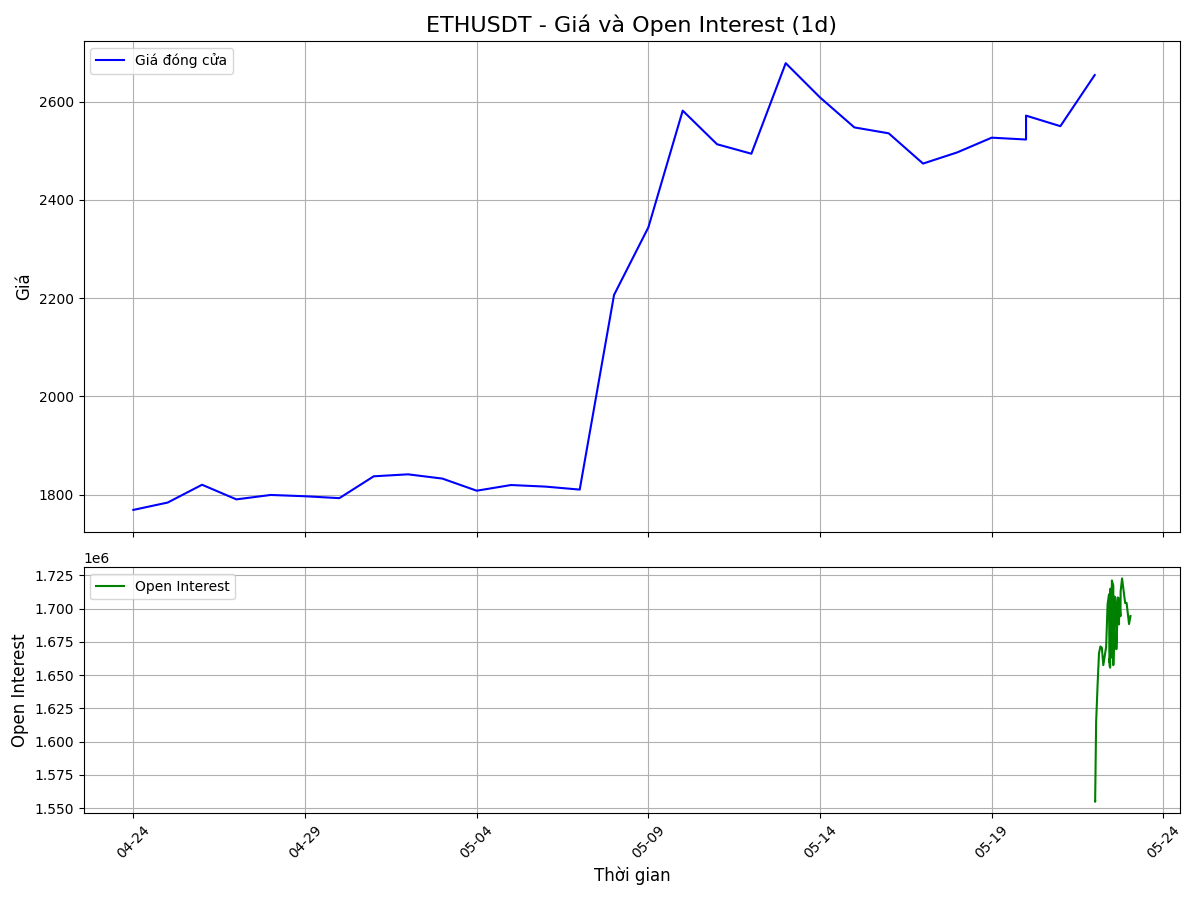 ETHUSDT - Giá và Open Interest (1d)
Giá đóng cửa
2600
2400
2200
2000
1800
Giá
1e6
Open Interest
1.725
1.700
1.675
1.650
1.625
1.600
1.575
1.550
Open Interest
04-24
04-29
05-04
05-09
05-14
05-19
05-24
Thời gian